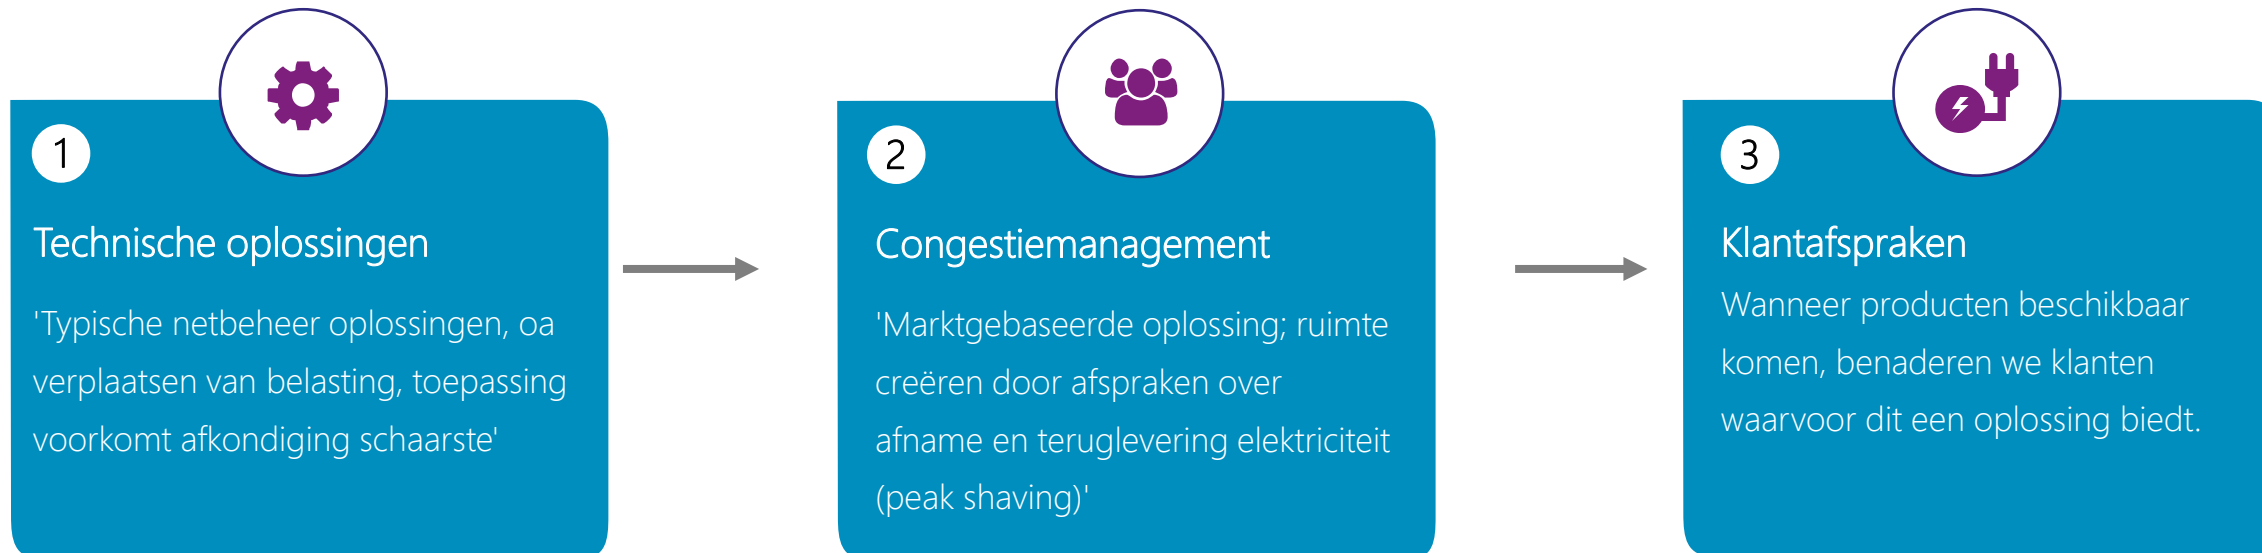 1
Technische oplossingen
'Typische netbeheer oplossingen, oa
verplaatsen van belasting, toepassing
voorkomt afkondiging schaarste'
2
Congestiemanagement
'Marktgebaseerde oplossing; ruimte
creëren door afspraken over
afname en teruglevering elektriciteit
(peak shaving)'
3
Klantafspraken
Wanneer producten beschikbaar
komen, benaderen we klanten
waarvoor dit een oplossing biedt.